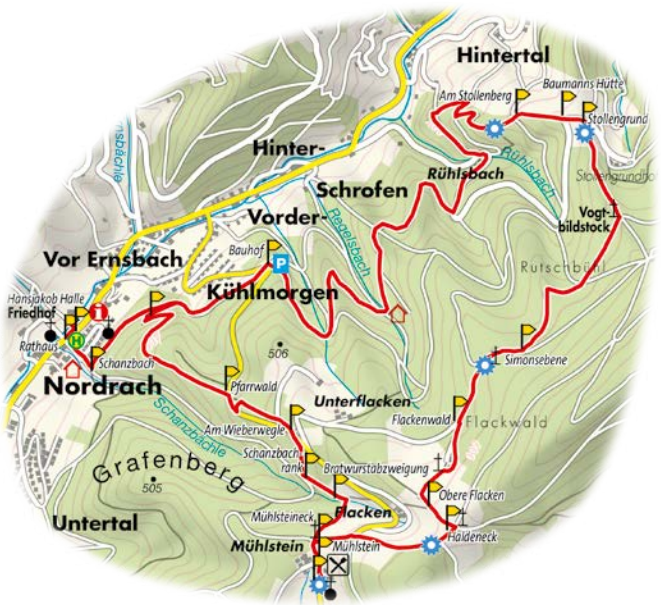 Hintertal
Baumanns Hütte
Am Stollenberg
Stollengrund
Hinter-
Rühlsbach
Rühlsbach
Schrofen
Vogt-
bildstock
Vorder-
Regelsbach
Bauhof
P
Vor Ernsbach
Rutschbühl
Kühlmorgen
Hansjakob Halle
Friedhof
i
H
Rathaus
Schanzbach
506
Simonsebene
Nordrach
Pfarrwald
Unterflacken
Flackenwald
Flackwald
Schanzbächle
Am Wieberwegle
Schanzbach
rank
Bratwurstabzweigung
Grafenberg
505
Obere Flacken
Untertal
Mühlsteineck
Flacken
Haldeneck
Mühlstein
Mühlstein